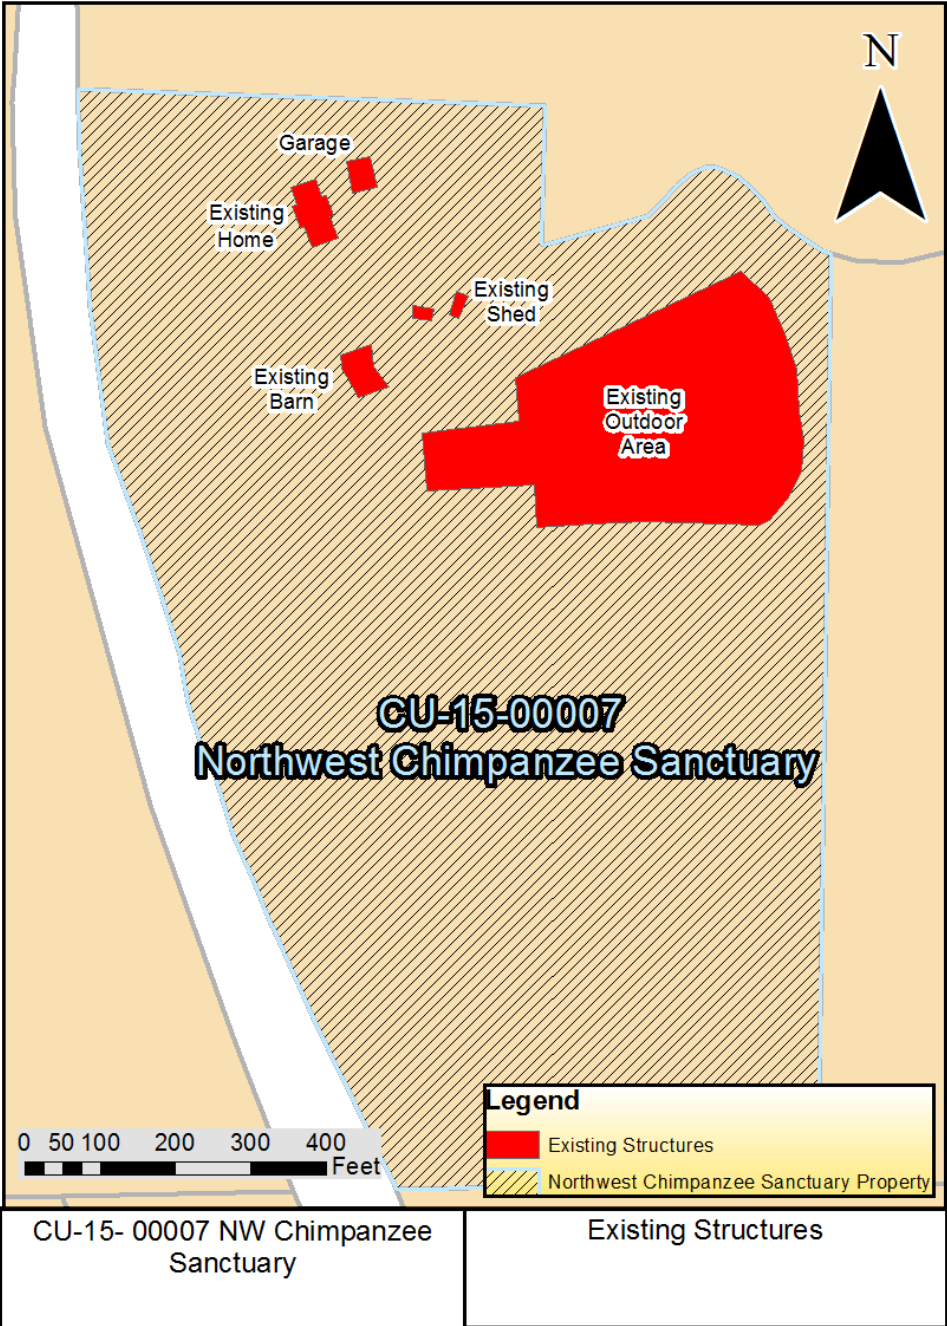 N
Garage
Existing
Home
Existing
Shed
Existing
Barn
Existing
Outdoor
Area
CU-15-00007
Northwest Chimpanzee Sanctuary
Legend
Existing Structures
Northwest Chimpanzee Sanctuary Property
0 50 100 200 300 400
Feet
CU-15- 00007 NW Chimpanzee
Sanctuary
Existing Structures